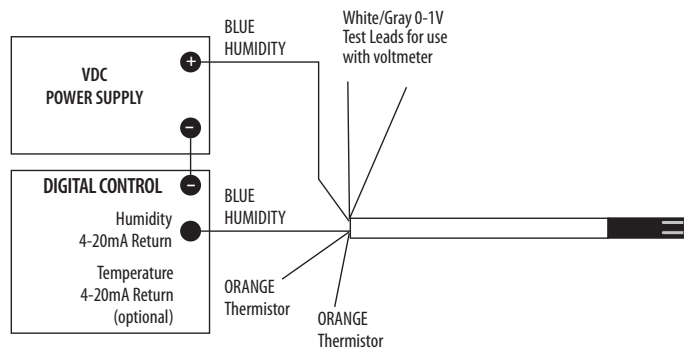 BLUE
HUMIDITY
White/Gray 0-1V
Test Leads for use
with voltmeter
VDC
POWER SUPPLY
+
−
DIGITAL CONTROL
−
Humidity
4-20mA Return
BLUE
HUMIDITY
Temperature
4-20mA Return
(optional)
ORANGE
Thermistor
ORANGE
Thermistor